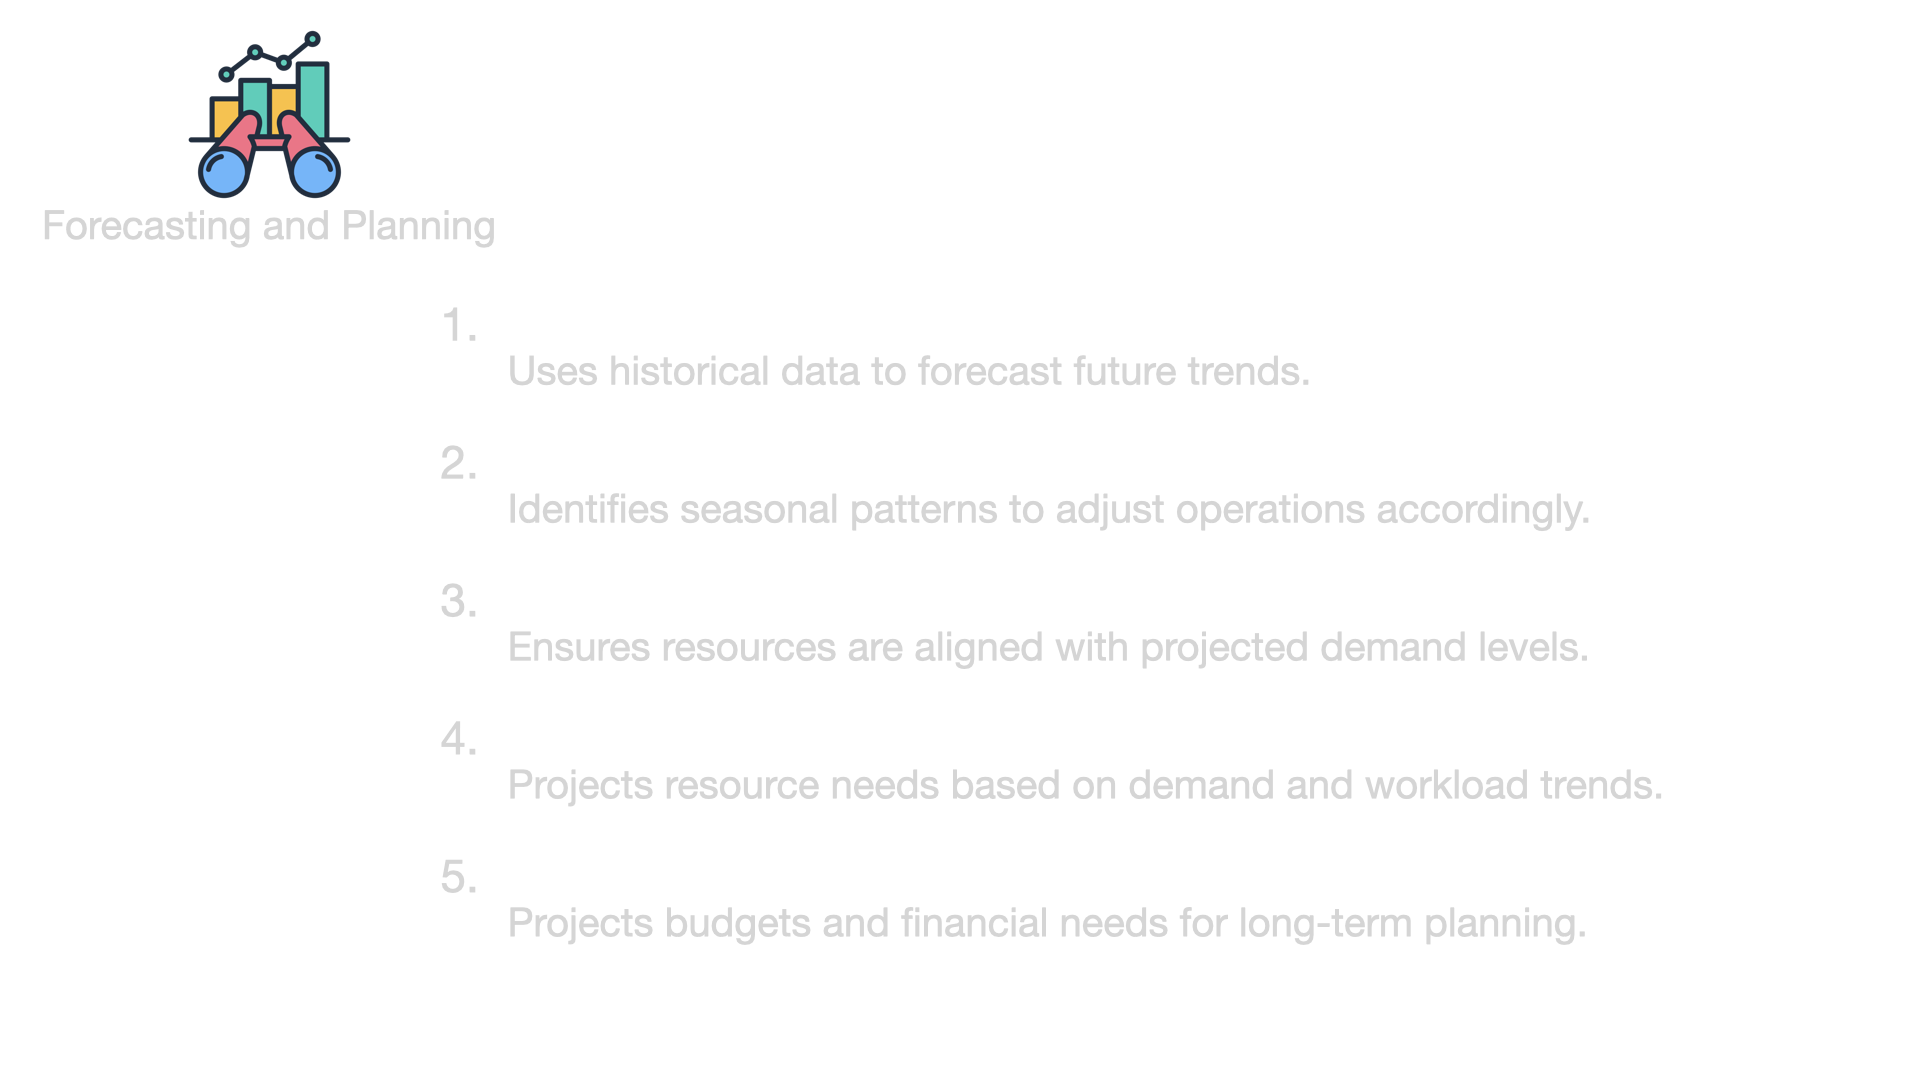 Forecasting and Planning
1.
Uses historical data to forecast future trends.
2.
Identifies seasonal patterns to adjust operations accordingly.
3.
Ensures resources are aligned with projected demand levels.
4.
Projects resource needs based on demand and workload trends.
5.
Projects budgets and financial needs for long-term planning.